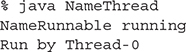 % java NameThread
NameRunnable running
Run by Thread-0